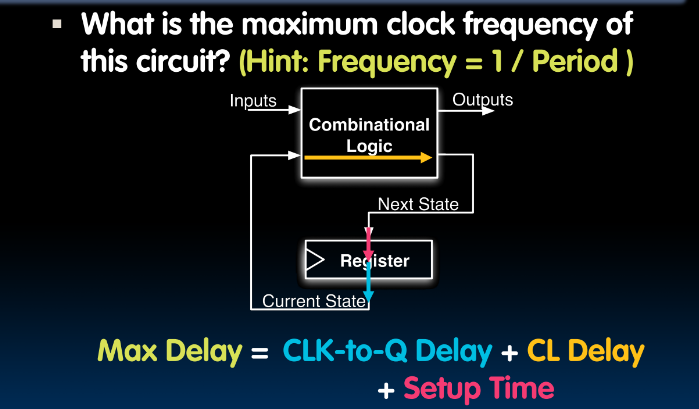 ▪ What is the maximum clock frequency of
this circuit? (Hint: Frequency = 1 / Period )
Inputs
Outputs
Combinational
Logic
Next State
Register
Current State
Max Delay = CLK-to-Q Delay + CL Delay
+ Setup Time